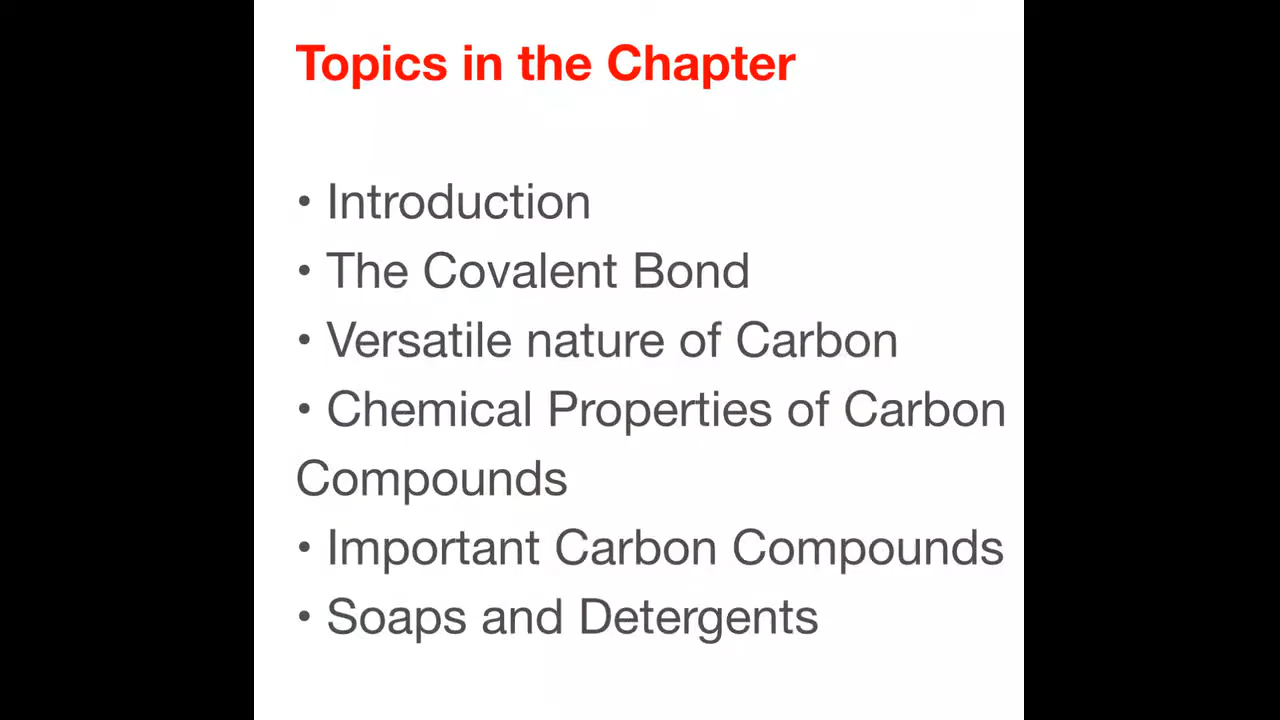 Topics in the Chapter
• Introduction
• The Covalent Bond
• Versatile nature of Carbon
• Chemical Properties of Carbon
Compounds
• Important Carbon Compounds
• Soaps and Detergents